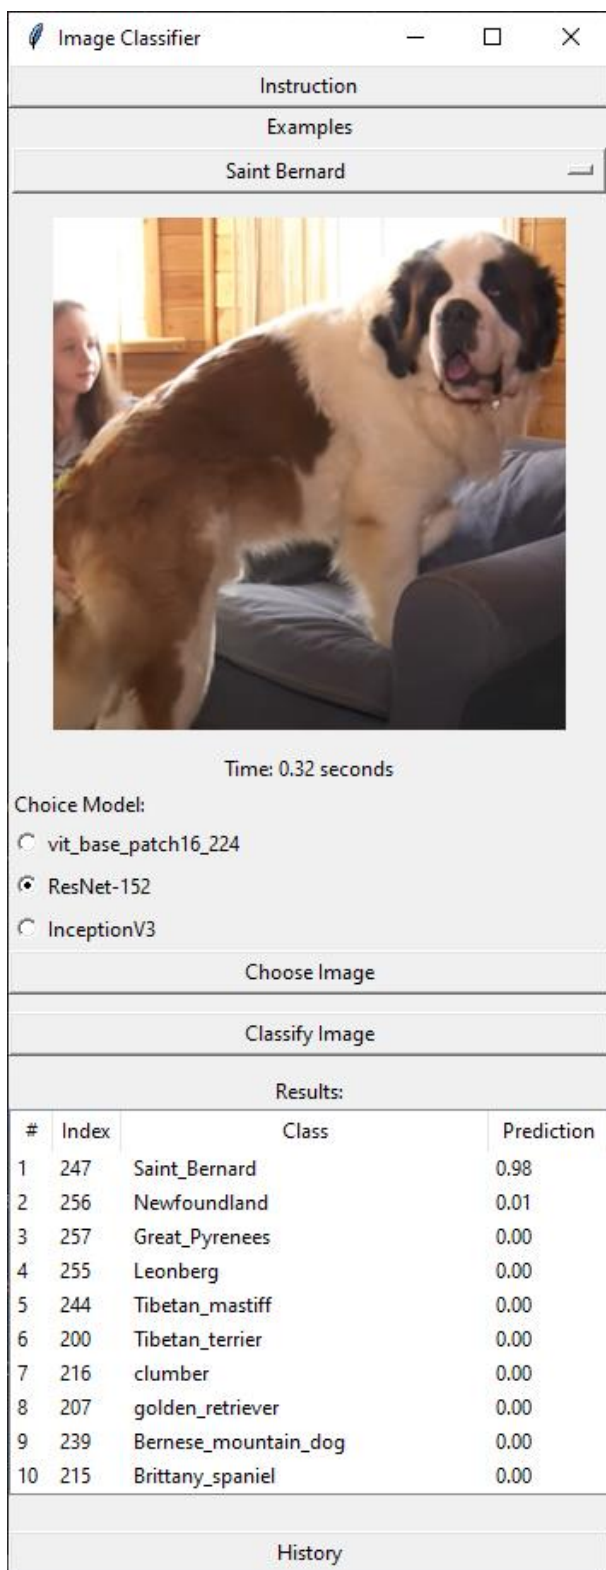 Image Classifier
Instruction
Examples
Saint Bernard
Time: 0.32 seconds
Choice Model:
vit_base_patch16_224
ResNet-152
InceptionV3
Choose Image
Classify Image
Results:
# Index Class Prediction
1 247 Saint_Bernard 0.98
2 256 Newfoundland 0.01
3 257 Great_Pyrenees 0.00
4 255 Leonberg 0.00
5 244 Tibetan_mastiff 0.00
6 200 Tibetan_terrier 0.00
7 216 clumber 0.00
8 207 golden_retriever 0.00
9 239 Bernese_mountain_dog 0.00
10 215 Brittany_spaniel 0.00
History